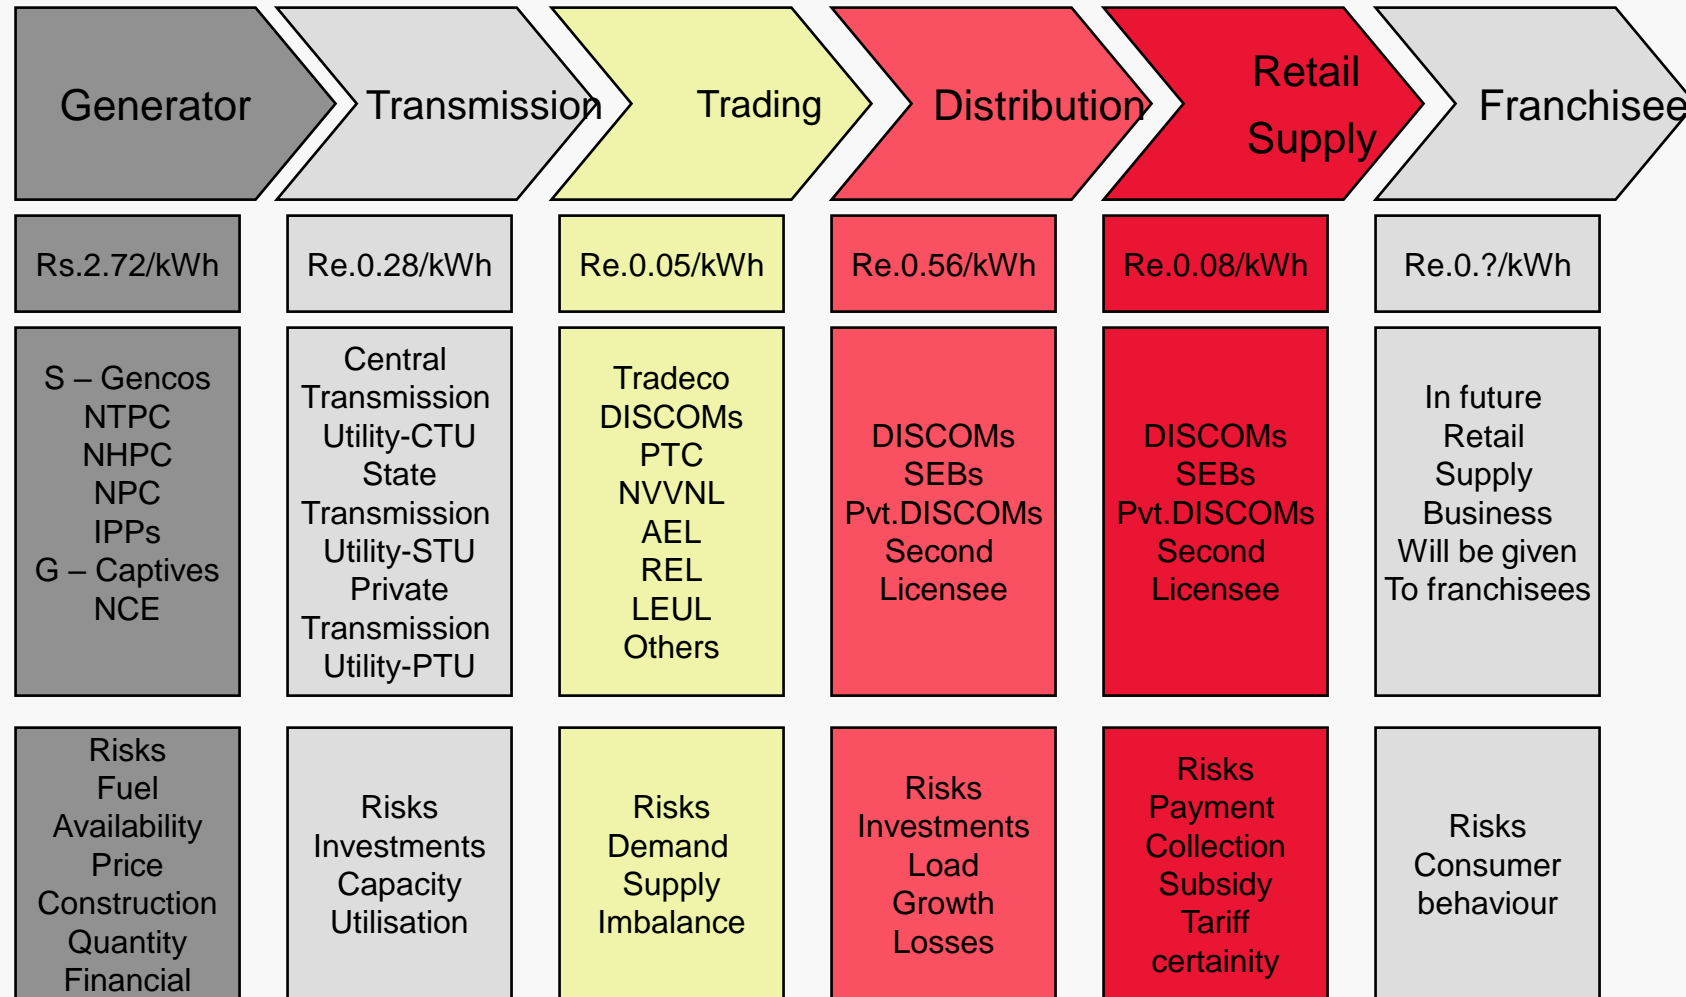 Generator
Transmission
Trading
Distribution
Retail
Supply
Franchisee
Rs.2.72/kWh
Re.0.28/kWh
Re.0.05/kWh
Re.0.56/kWh
Re.0.08/kWh
Re.0.?/kWh
S – Gencos
NTPC
NHPC
NPC
IPPs
G – Captives
NCE
Central
Transmission
Utility-CTU
State
Transmission
Utility-STU
Private
Transmission
Utility-PTU
Tradeco
DISCOMs
PTC
NVVNL
AEL
REL
LEUL
Others
DISCOMs
SEBs
Pvt.DISCOMs
Second
Licensee
DISCOMs
SEBs
Pvt.DISCOMs
Second
Licensee
In future
Retail
Supply
Business
Will be given
To franchisees
Risks
Fuel
Availability
Price
Construction
Quantity
Financial
Risks
Investments
Capacity
Utilisation
Risks
Demand
Supply
Imbalance
Risks
Investments
Load
Growth
Losses
Risks
Payment
Collection
Subsidy
Tariff
certainity
Risks
Consumer
behaviour